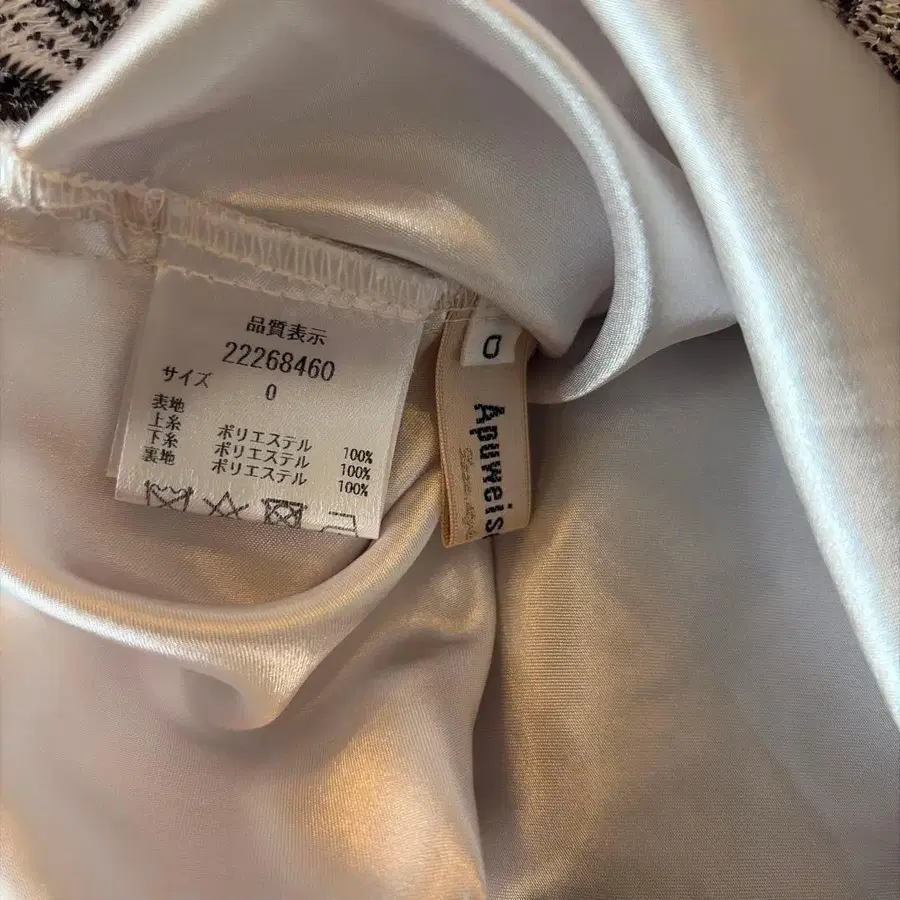 品質表示
22268460
サイズ 0
表地
上糸 ポリエステル 100%
下糸 ポリエステル 100%
裏地 ポリエステル 100%
0
Apuweis